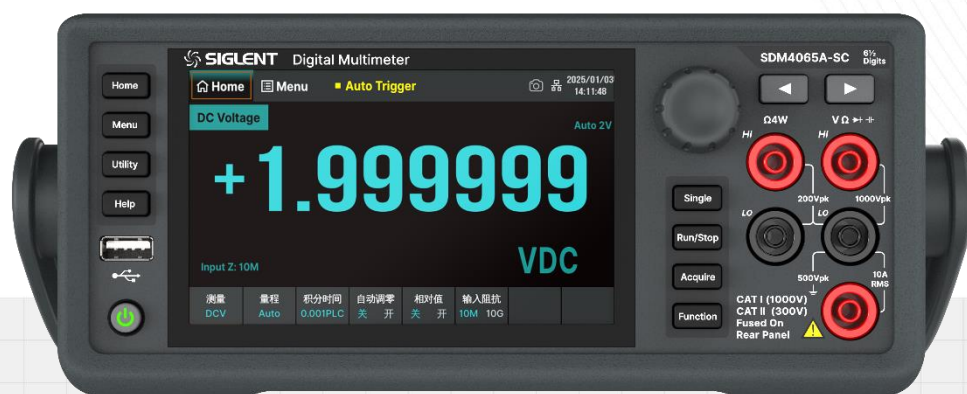 SIGLENT Digital Multimeter
SDM4065A-SC 6½ Digits
Home
Menu
Utility
Help
Home Menu Auto Trigger 2025/01/03
14:11:48
DC Voltage
Auto 2V
+1.999999
VDC
Input Z: 10M
测量 量程 积分时间 自动调零 相对值 输入阻抗
DCV Auto 0.001PLC 关 开 关 开 10M 10G
Single
Run/Stop
Acquire
Function
Ω4W VΩ
HI HI
200Vpk 1000Vpk
LO LO
500Vpk 10A
RMS
CAT I (1000V)
CAT II (300V)
Fused On
Rear Panel